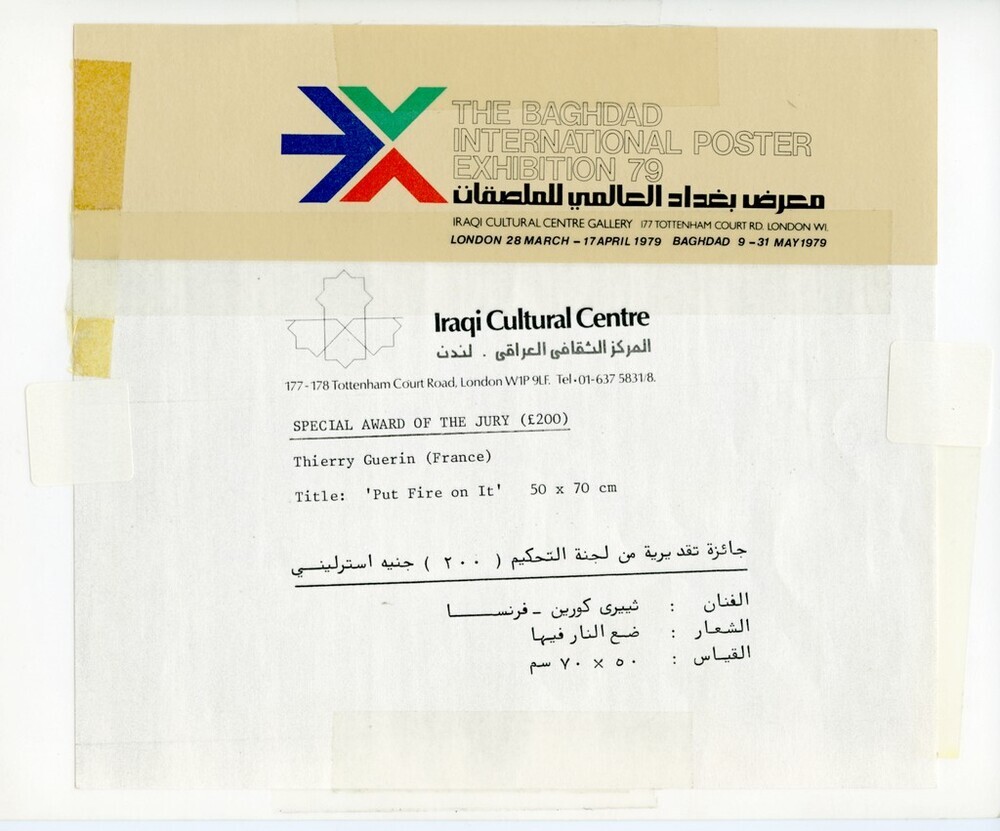 THE BAGHDAD
INTERNATIONAL POSTER
EXHIBITION 79
معرض بغداد العالمي للملصقات
IRAQI CULTURAL CENTRE GALLERY 177 TOTTENHAM COURT RD. LONDON W1.
LONDON 28 MARCH – 17 APRIL 1979 BAGHDAD 9 – 31 MAY 1979
Iraqi Cultural Centre
المركز الثقافي العراقي . لندن
177 - 178 Tottenham Court Road, London W1P 9LF. Tel • 01-637 5831/8.
SPECIAL AWARD OF THE JURY (£200)
Thierry Guerin (France)
Title: 'Put Fire on It' 50 x 70 cm
جائزة تقديرية من لجنة التحكيم ( ٢٠٠ ) جنيه استرلينــي
الفنان : ثييرى كورين ـ فرنســـــا
الشعار : ضع النار فيها
القياس : ٥٠ × ٧٠ سم